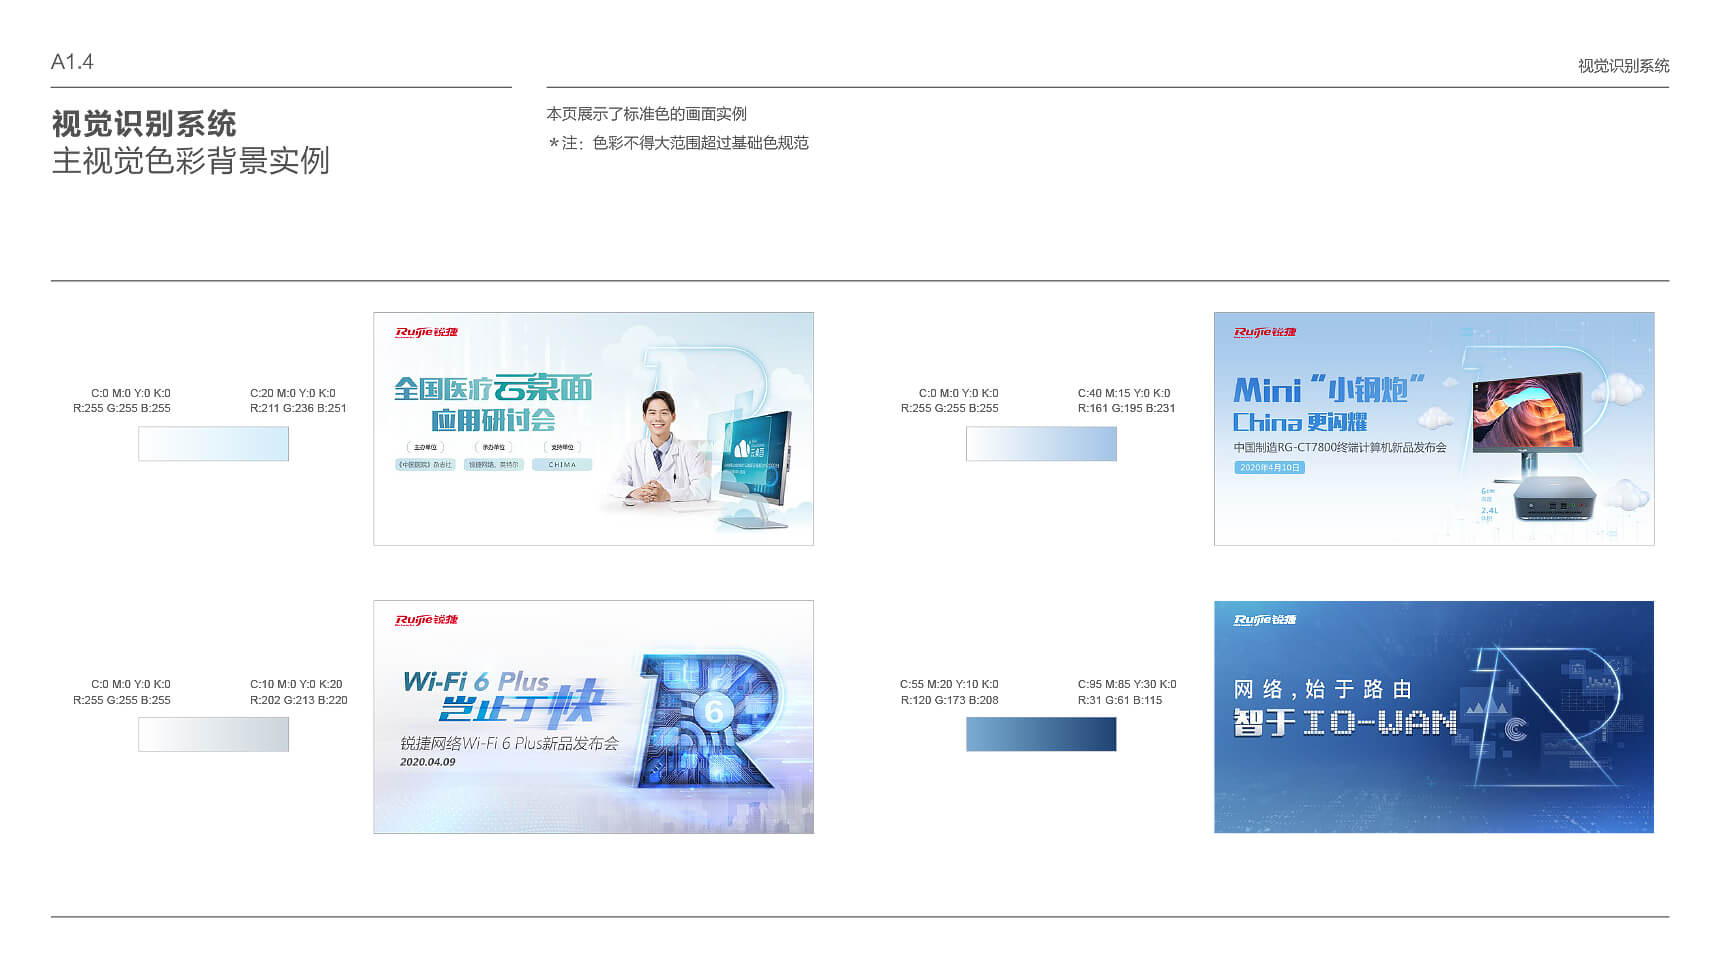 A1.4
视觉识别系统
视觉识别系统
主视觉色彩背景实例
本页展示了标准色的画面实例
*注：色彩不得大范围超过基础色规范
C:0 M:0 Y:0 K:0
R:255 G:255 B:255
C:20 M:0 Y:0 K:0
R:211 G:236 B:251
Ruijie锐捷
全国医疗云桌面
应用研讨会
主办单位 承办单位 支持单位
《中国医院》杂志社 锐捷网络、英特尔 CHIMA
C:0 M:0 Y:0 K:0
R:255 G:255 B:255
C:40 M:15 Y:0 K:0
R:161 G:195 B:231
Ruijie锐捷
Mini“小钢炮”
China 更闪耀
中国制造RG-CT7800终端计算机新品发布会
2020年4月10日
2.4L
C:0 M:0 Y:0 K:0
R:255 G:255 B:255
C:10 M:0 Y:0 K:20
R:202 G:213 B:220
Ruijie锐捷
Wi-Fi 6 Plus
岂止于快
锐捷网络Wi-Fi 6 Plus新品发布会
2020.04.09
6
C:55 M:20 Y:10 K:0
R:120 G:173 B:208
C:95 M:85 Y:30 K:0
R:31 G:61 B:115
Ruijie锐捷
网络,始于路由
智于 IO-WAN